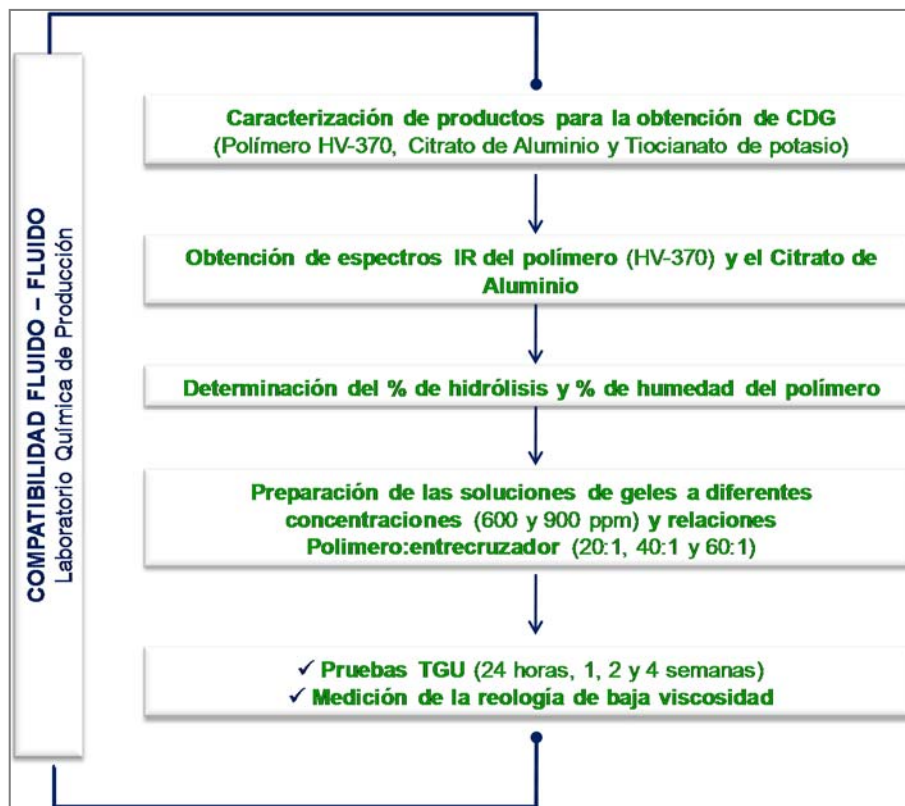 COMPATIBILIDAD FLUIDO – FLUIDO
Laboratorio Química de Producción
Caracterización de productos para la obtención de CDG
(Polímero HV-370, Citrato de Aluminio y Tiocianato de potasio)
Obtención de espectros IR del polímero (HV-370) y el Citrato de
Aluminio
Determinación del % de hidrólisis y % de humedad del polímero
Preparación de las soluciones de geles a diferentes
concentraciones (600 y 900 ppm) y relaciones
Polimero:entrecruzador (20:1, 40:1 y 60:1)
✓ Pruebas TGU (24 horas, 1, 2 y 4 semanas)
✓ Medición de la reología de baja viscosidad